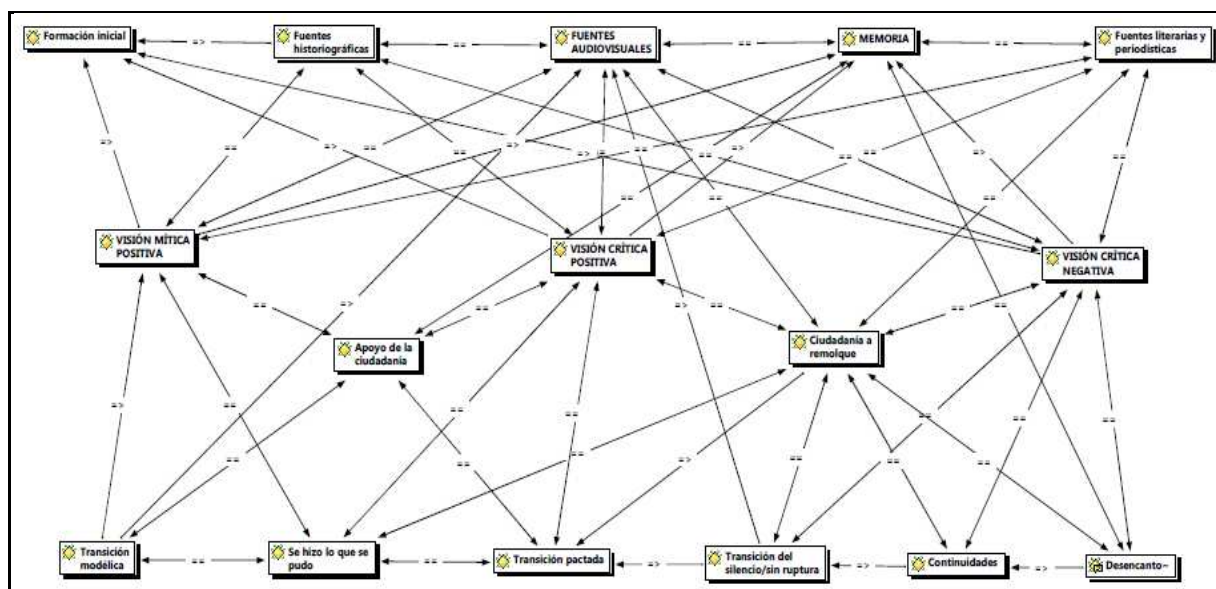 Formación inicial
Fuentes
historiográficas
FUENTES
AUDIOVISUALES
MEMORIA
Fuentes literarias y
periodísticas
=>
==
==
==
=>
==
==
==
==
=>
=>
==
==
==
==
==
VISIÓN MÍTICA
POSITIVA
VISIÓN CRÍTICA
POSITIVA
VISIÓN CRÍTICA
NEGATIVA
==
==
==
==
=>
Apoyo de la
ciudadanía
Ciudadanía a
remolque
=>
==
==
==
==
==
==
=>
==
==
==
==
==
Transición
modélica
Se hizo lo que se
pudo
Transición pactada
Transición del
silencio/sin ruptura
Continuidades
Desencanto~
==
==
=>
=>
=>